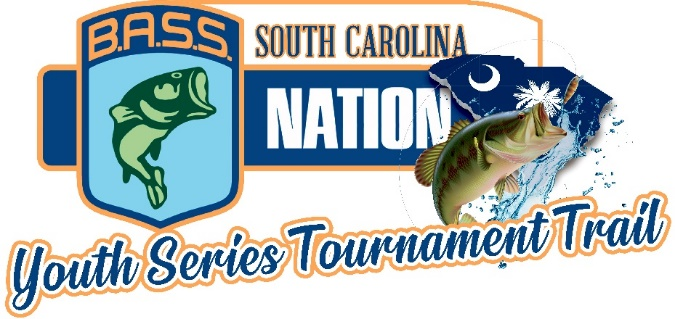 B.A.S.S.
SOUTH CAROLINA
NATION
Youth Series Tournament Trail